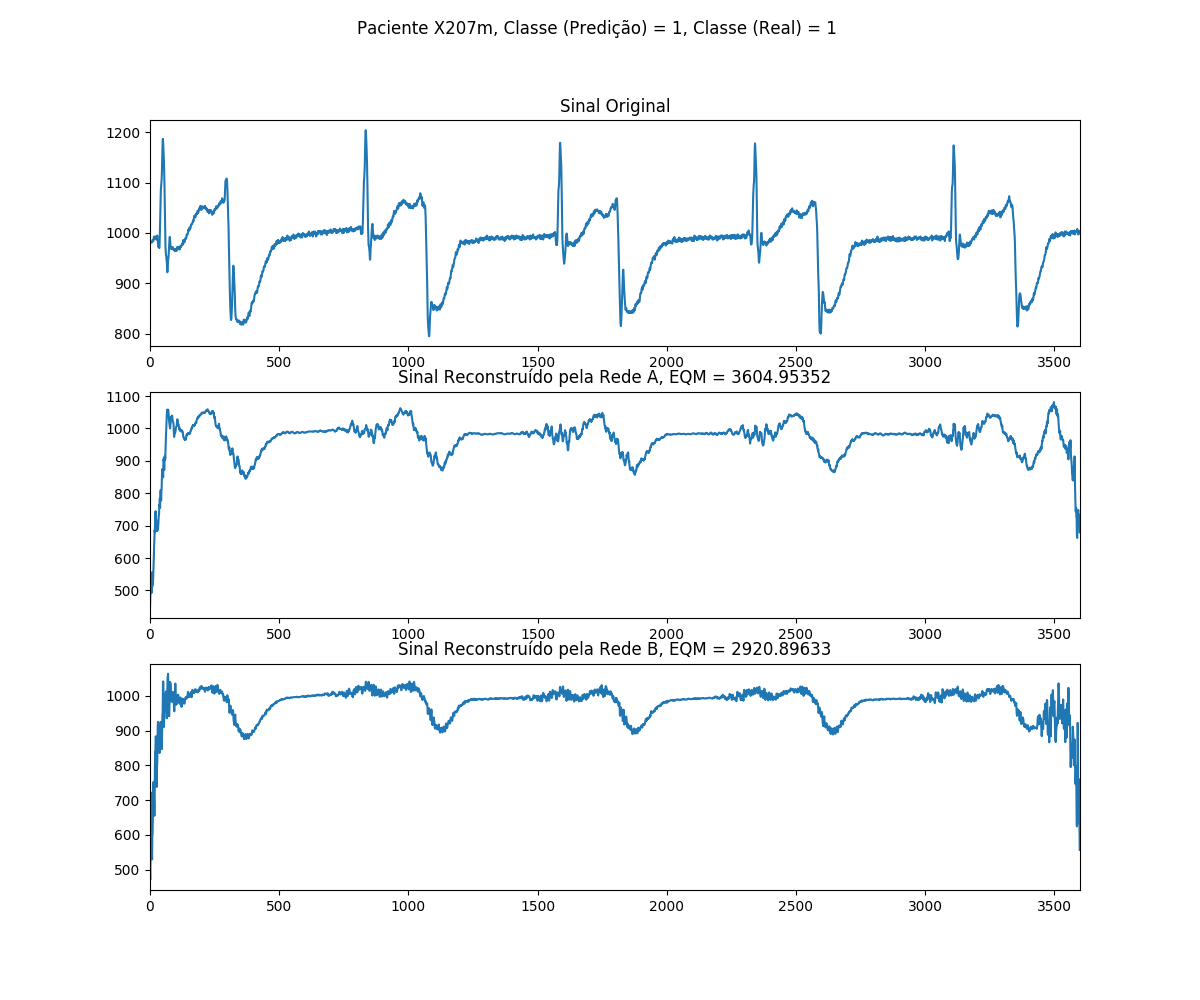 Paciente X207m, Classe (Predição) = 1, Classe (Real) = 1
Sinal Original
1200
1100
1000
900
800
0 500 1000 1500 2000 2500 3000 3500
Sinal Reconstruído pela Rede A, EQM = 3604.95352
1100
1000
900
800
700
600
500
0 500 1000 1500 2000 2500 3000 3500
Sinal Reconstruído pela Rede B, EQM = 2920.89633
1000
900
800
700
600
500
0 500 1000 1500 2000 2500 3000 3500